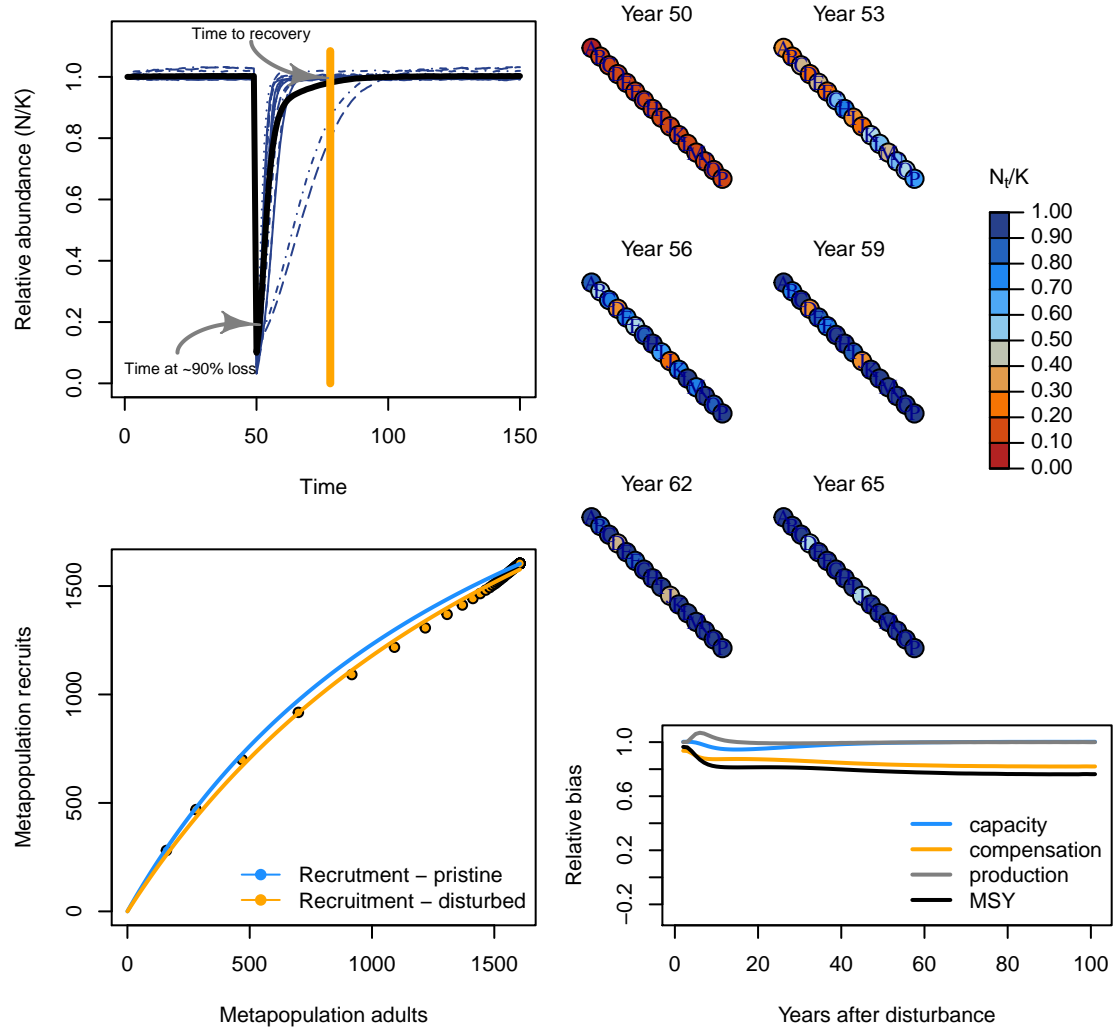 Time to recovery
Time at ~90% loss
Relative abundance (N/K)
0.0
0.2
0.4
0.6
0.8
1.0
0
50
100
150
Time
Year 50
Year 53
Year 56
Year 59
Year 62
Year 65
Nt/K
1.00
0.90
0.80
0.70
0.60
0.50
0.40
0.30
0.20
0.10
0.00
Metapopulation recruits
0
500
1000
1500
Recrutment − pristine
Recruitment − disturbed
0
500
1000
1500
Metapopulation adults
Relative bias
−0.2
0.2
0.6
1.0
capacity
compensation
production
MSY
0
20
40
60
80
100
Years after disturbance